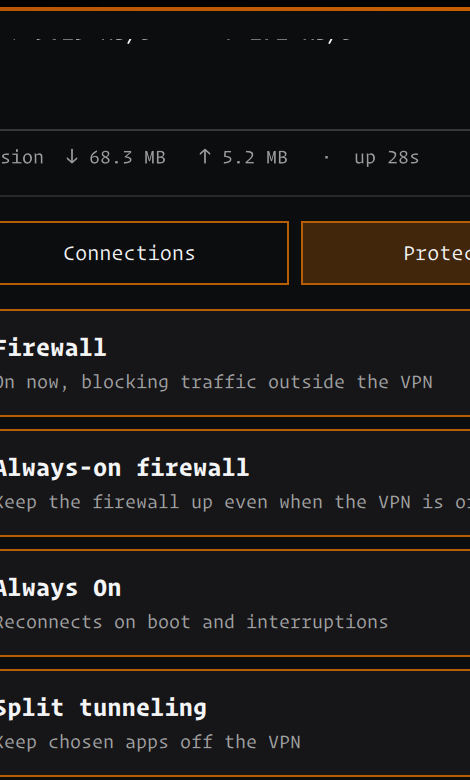 sion ↓ 68.3 MB ↑ 5.2 MB · up 28s
Connections
Protec
Firewall
On now, blocking traffic outside the VPN
Always-on firewall
Keep the firewall up even when the VPN is
Always On
Reconnects on boot and interruptions
Split tunneling
Keep chosen apps off the VPN